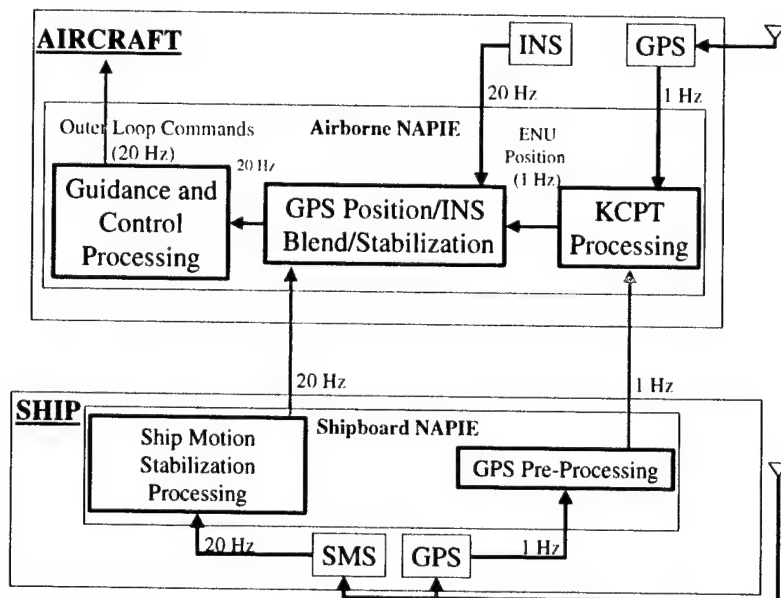 AIRCRAFT
INS
GPS
20 Hz
1 Hz
Outer Loop Commands
(20 Hz)
Airborne NAPIE
ENU
Position
(1 Hz)
20 Hz
Guidance and
Control
Processing
GPS Position/INS
Blend/Stabilization
KCPT
Processing
20 Hz
1 Hz
SHIP
Shipboard NAPIE
Ship Motion
Stabilization
Processing
GPS Pre-Processing
20 Hz
SMS
GPS
1 Hz